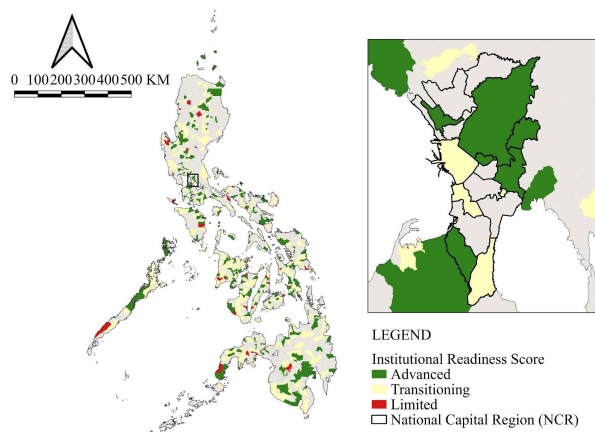 0 100200300400500 KM
LEGEND
Institutional Readiness Score
Advanced
Transitioning
Limited
National Capital Region (NCR)